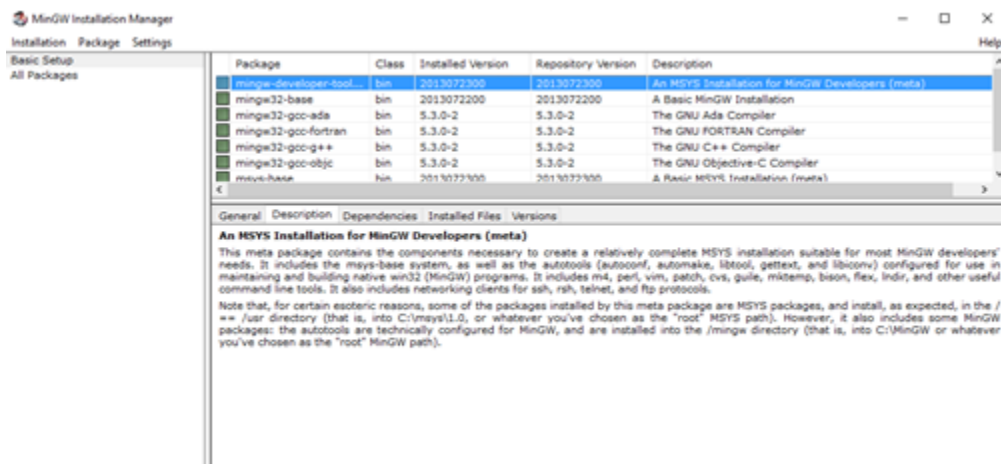 MinGW Installation Manager
Installation Package Settings Help
Basic Setup
All Packages
Package Class Installed Version Repository Version Description
mingw-developer-tool... bin 2013072300 2013072300 An MSYS Installation for MinGW Developers (meta)
mingw32-base bin 2013072200 2013072200 A Basic MinGW Installation
mingw32-gcc-ada bin 5.3.0-2 5.3.0-2 The GNU Ada Compiler
mingw32-gcc-fortran bin 5.3.0-2 5.3.0-2 The GNU FORTRAN Compiler
mingw32-gcc-g++ bin 5.3.0-2 5.3.0-2 The GNU C++ Compiler
mingw32-gcc-objc bin 5.3.0-2 5.3.0-2 The GNU Objective-C Compiler
msys-base bin 2013072300 2013072300 A Basic MSYS Installation (meta)
General Description Dependencies Installed Files Versions
An MSYS Installation for MinGW Developers (meta)
This meta package contains the components necessary to create a relatively complete MSYS installation suitable for most MinGW developers'
needs. It includes the msys-base system, as well as the autotools (autoconf, automake, libtool, gettext, and libiconv) configured for use in
maintaining and building native win32 (MinGW) programs. It includes m4, perl, vim, patch, cvs, guile, mktemp, bison, flex, lndir, and other useful
command line tools. It also includes networking clients for ssh, rsh, telnet, and ftp protocols.
Note that, for certain esoteric reasons, some of the packages installed by this meta package are MSYS packages, and install, as expected, in the /
== /usr directory (that is, into C:\msys\1.0, or whatever you've chosen as the "root" MSYS path). However, it also includes some MinGW
packages: the autotools are technically configured for MinGW, and are installed into the /mingw directory (that is, into C:\MinGW or whatever
you've chosen as the "root" MinGW path).